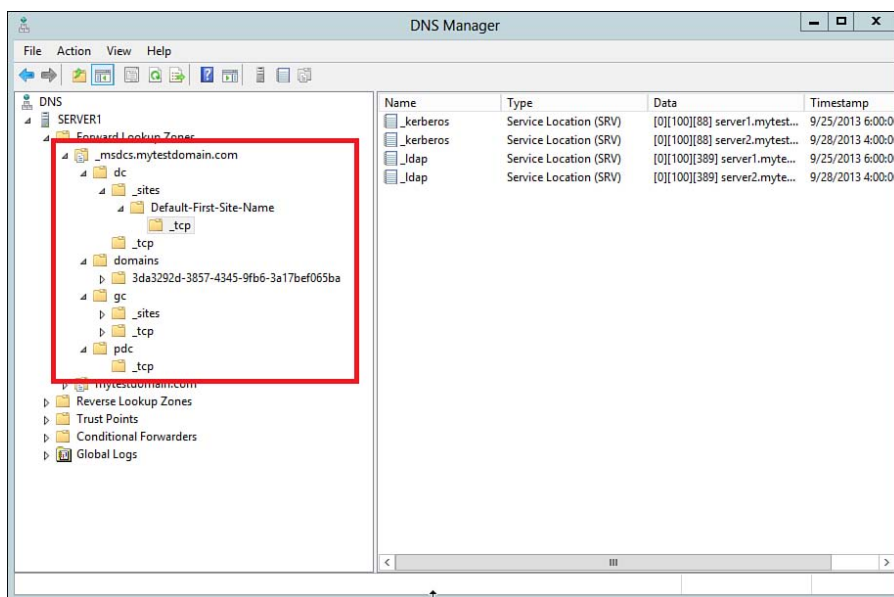 DNS Manager
File Action View Help
DNS
SERVER1
Forward Lookup Zones
_msdcs.mytestdomain.com
dc
_sites
Default-First-Site-Name
_tcp
_tcp
domains
3da3292d-3857-4345-9fb6-3a17bef065ba
gc
_sites
_tcp
pdc
_tcp
mytestdomain.com
Reverse Lookup Zones
Trust Points
Conditional Forwarders
Global Logs
Name Type Data Timestamp
_kerberos Service Location (SRV) [0][100][88] server1.mytest... 9/25/2013 6:00:0
_kerberos Service Location (SRV) [0][100][88] server2.mytest... 9/28/2013 4:00:0
_ldap Service Location (SRV) [0][100][389] server1.myte... 9/25/2013 6:00:0
_ldap Service Location (SRV) [0][100][389] server2.myte... 9/28/2013 4:00:0